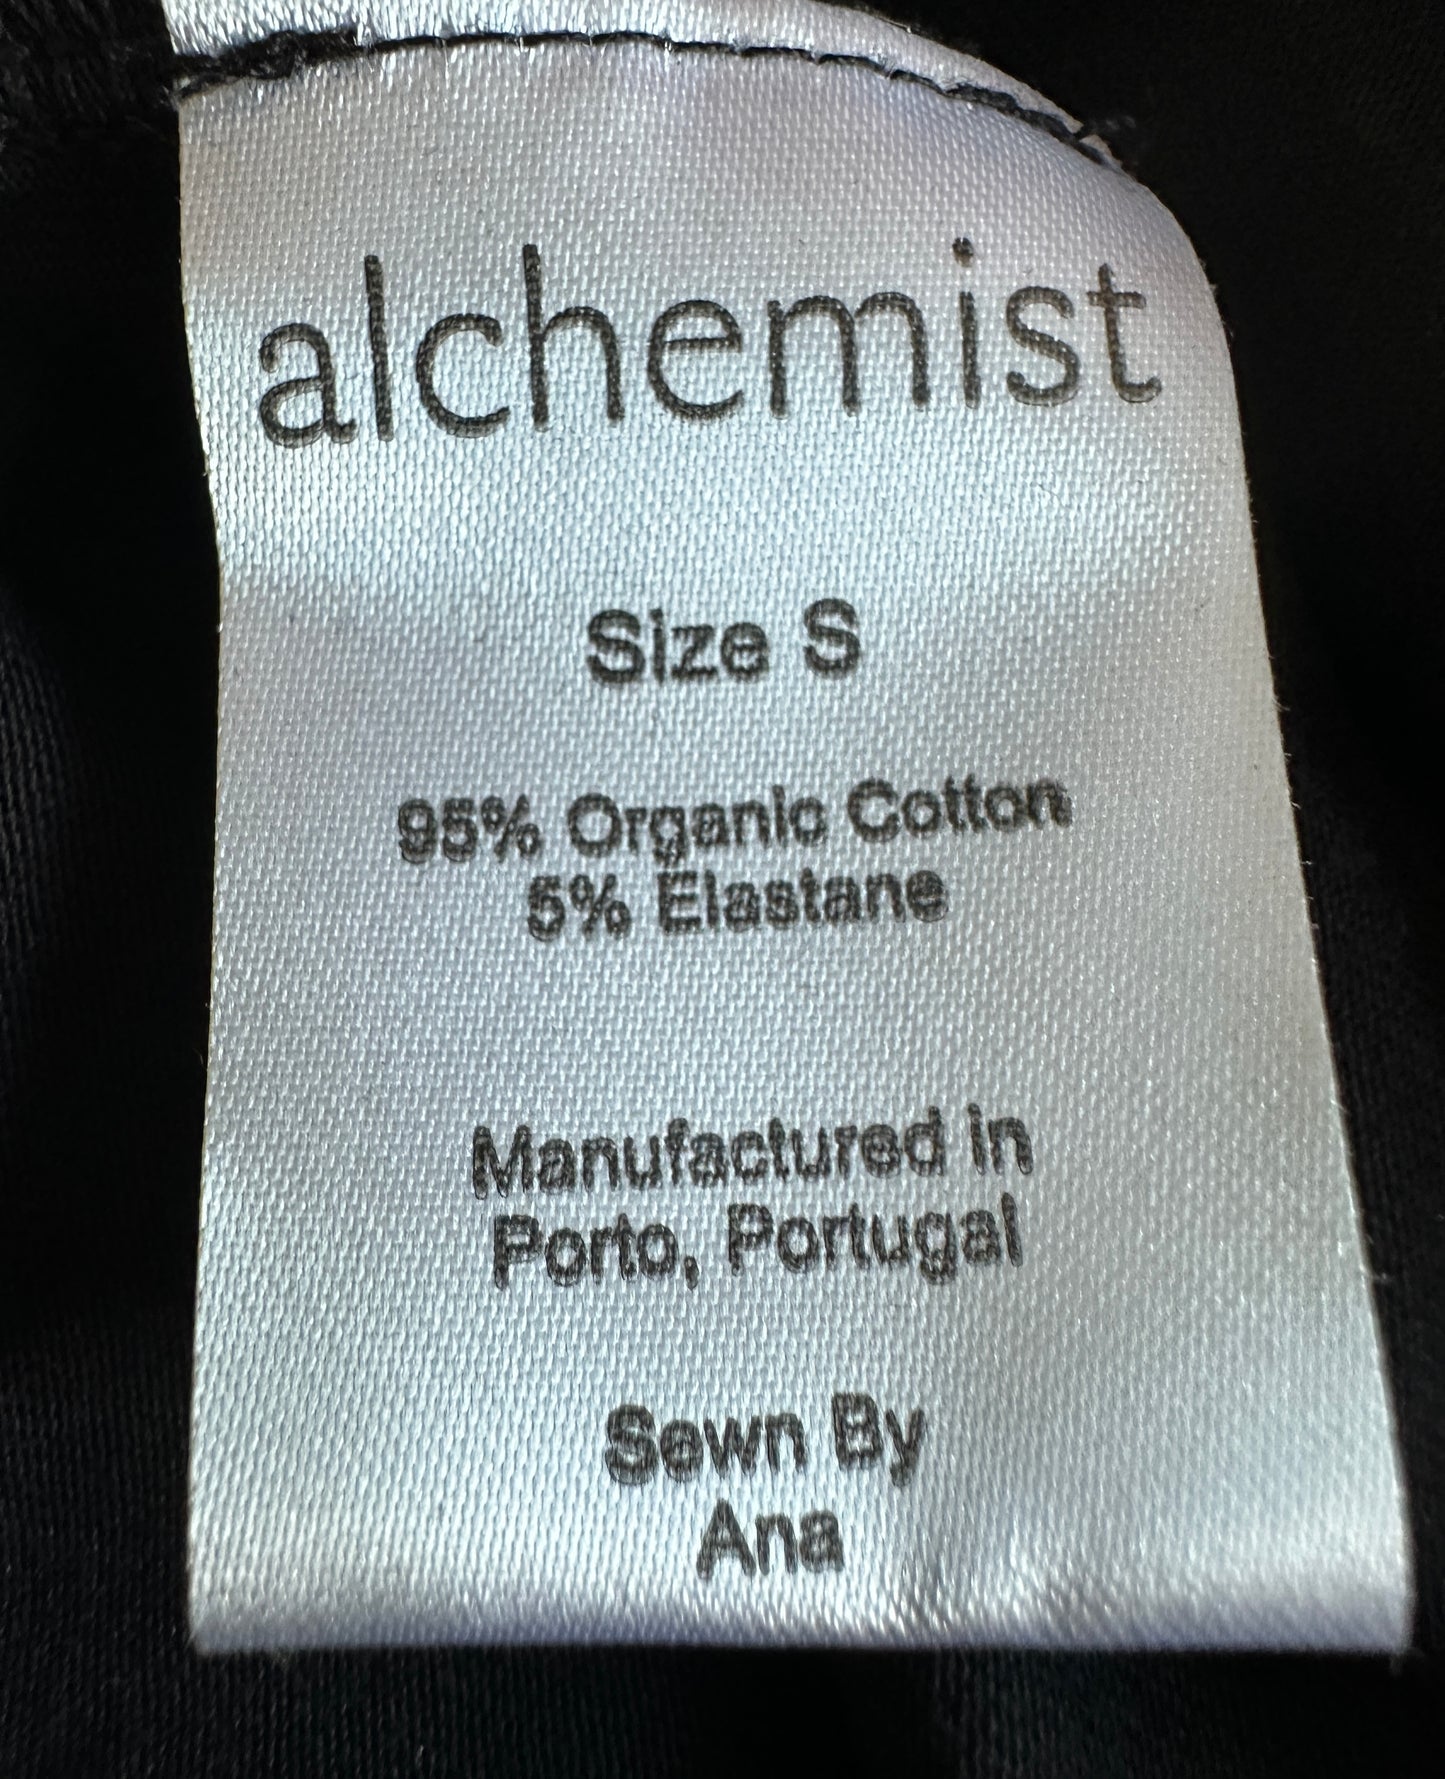 alchemist
Size S
95% Organic Cotton
5% Elastane
Manufactured in
Porto, Portugal
Sewn By
Ana